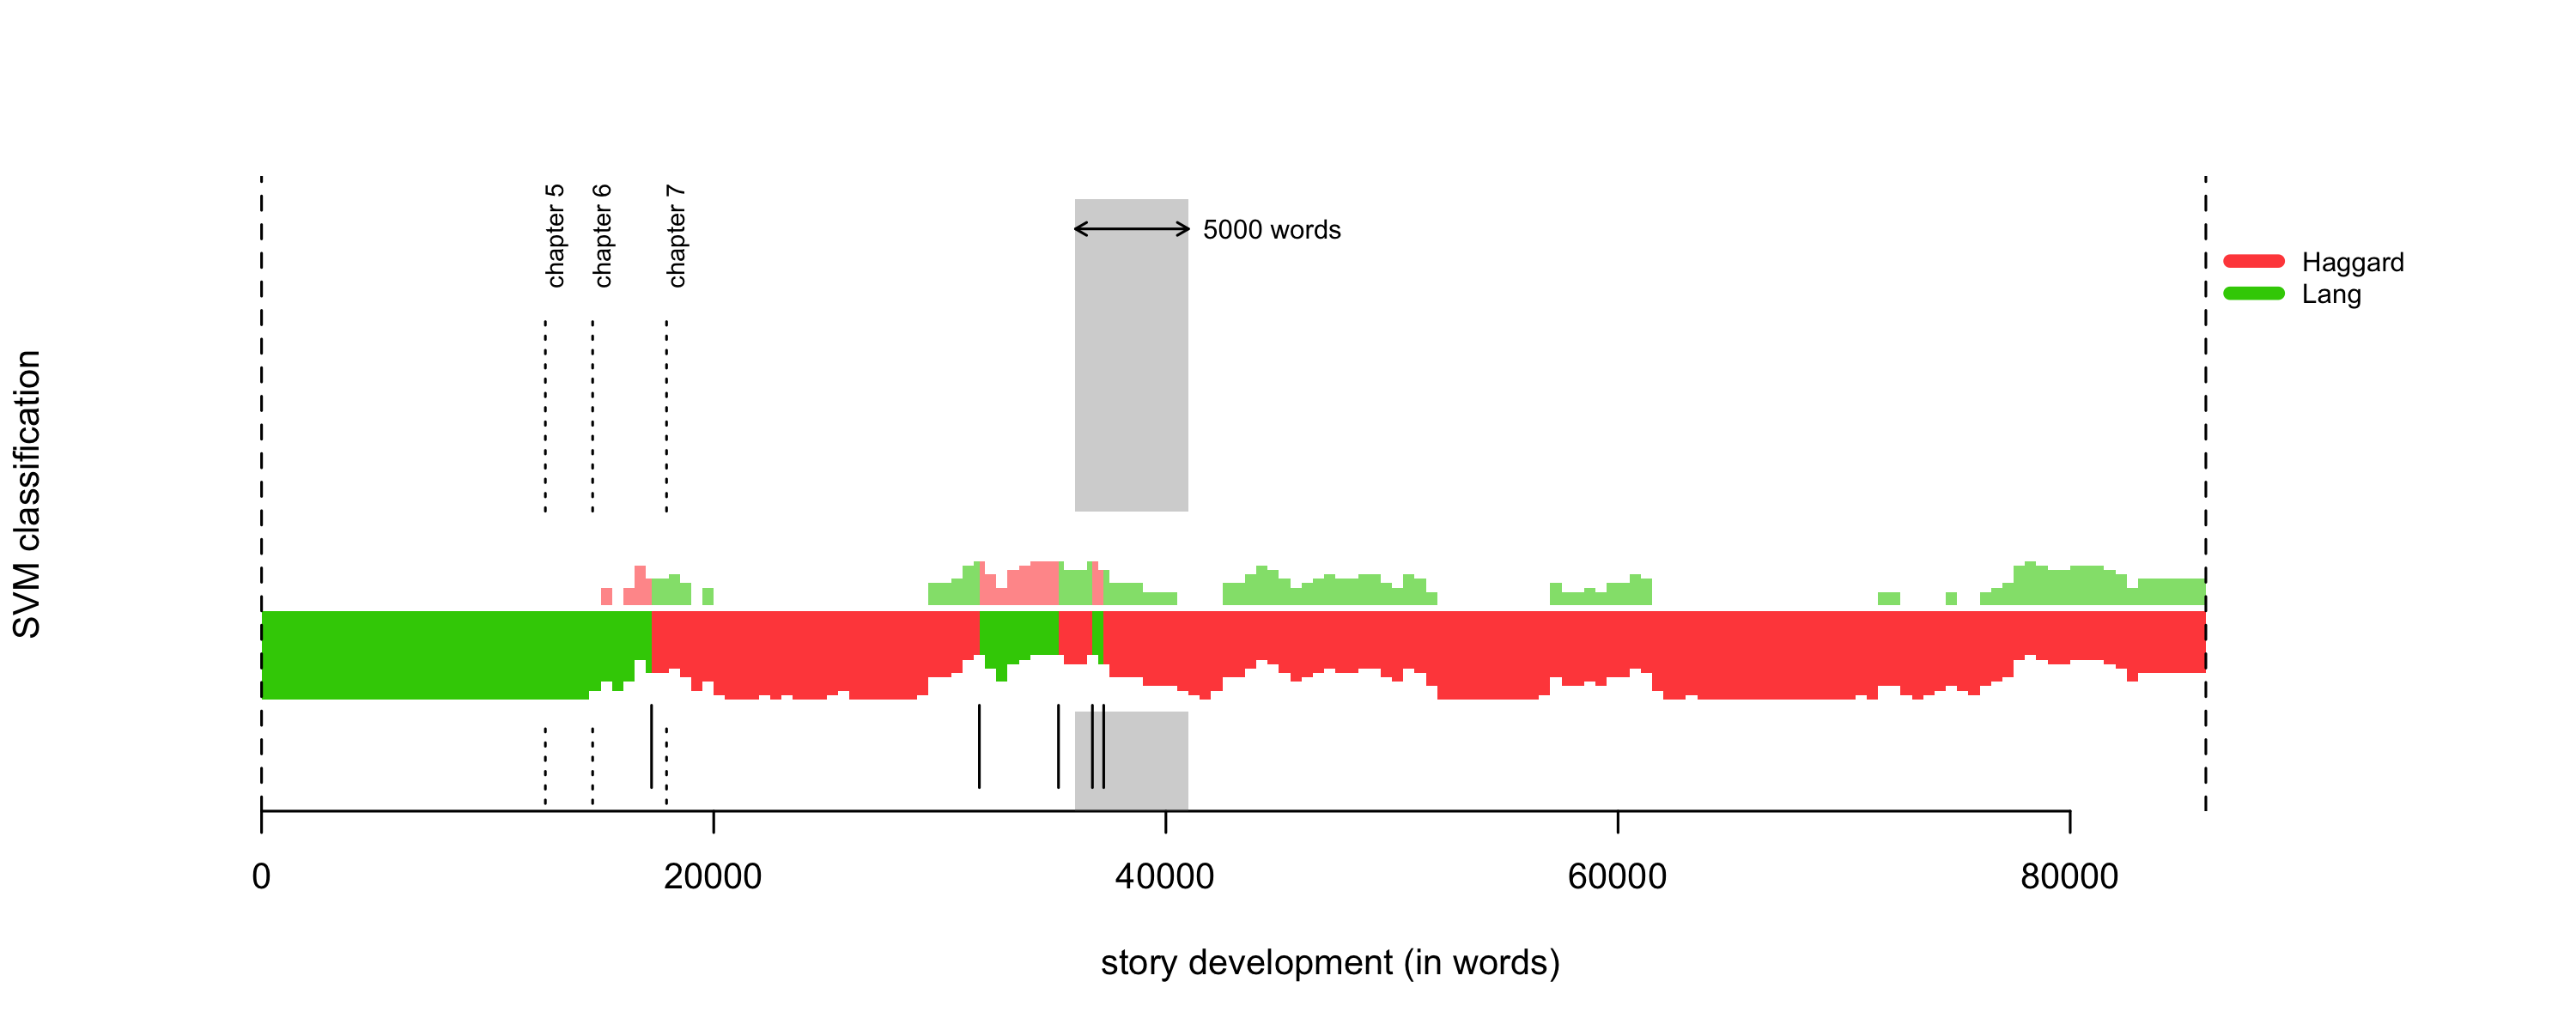 chapter 5
chapter 6
chapter 7
5000 words
Haggard
Lang
SVM classification
0 20000 40000 60000 80000
story development (in words)